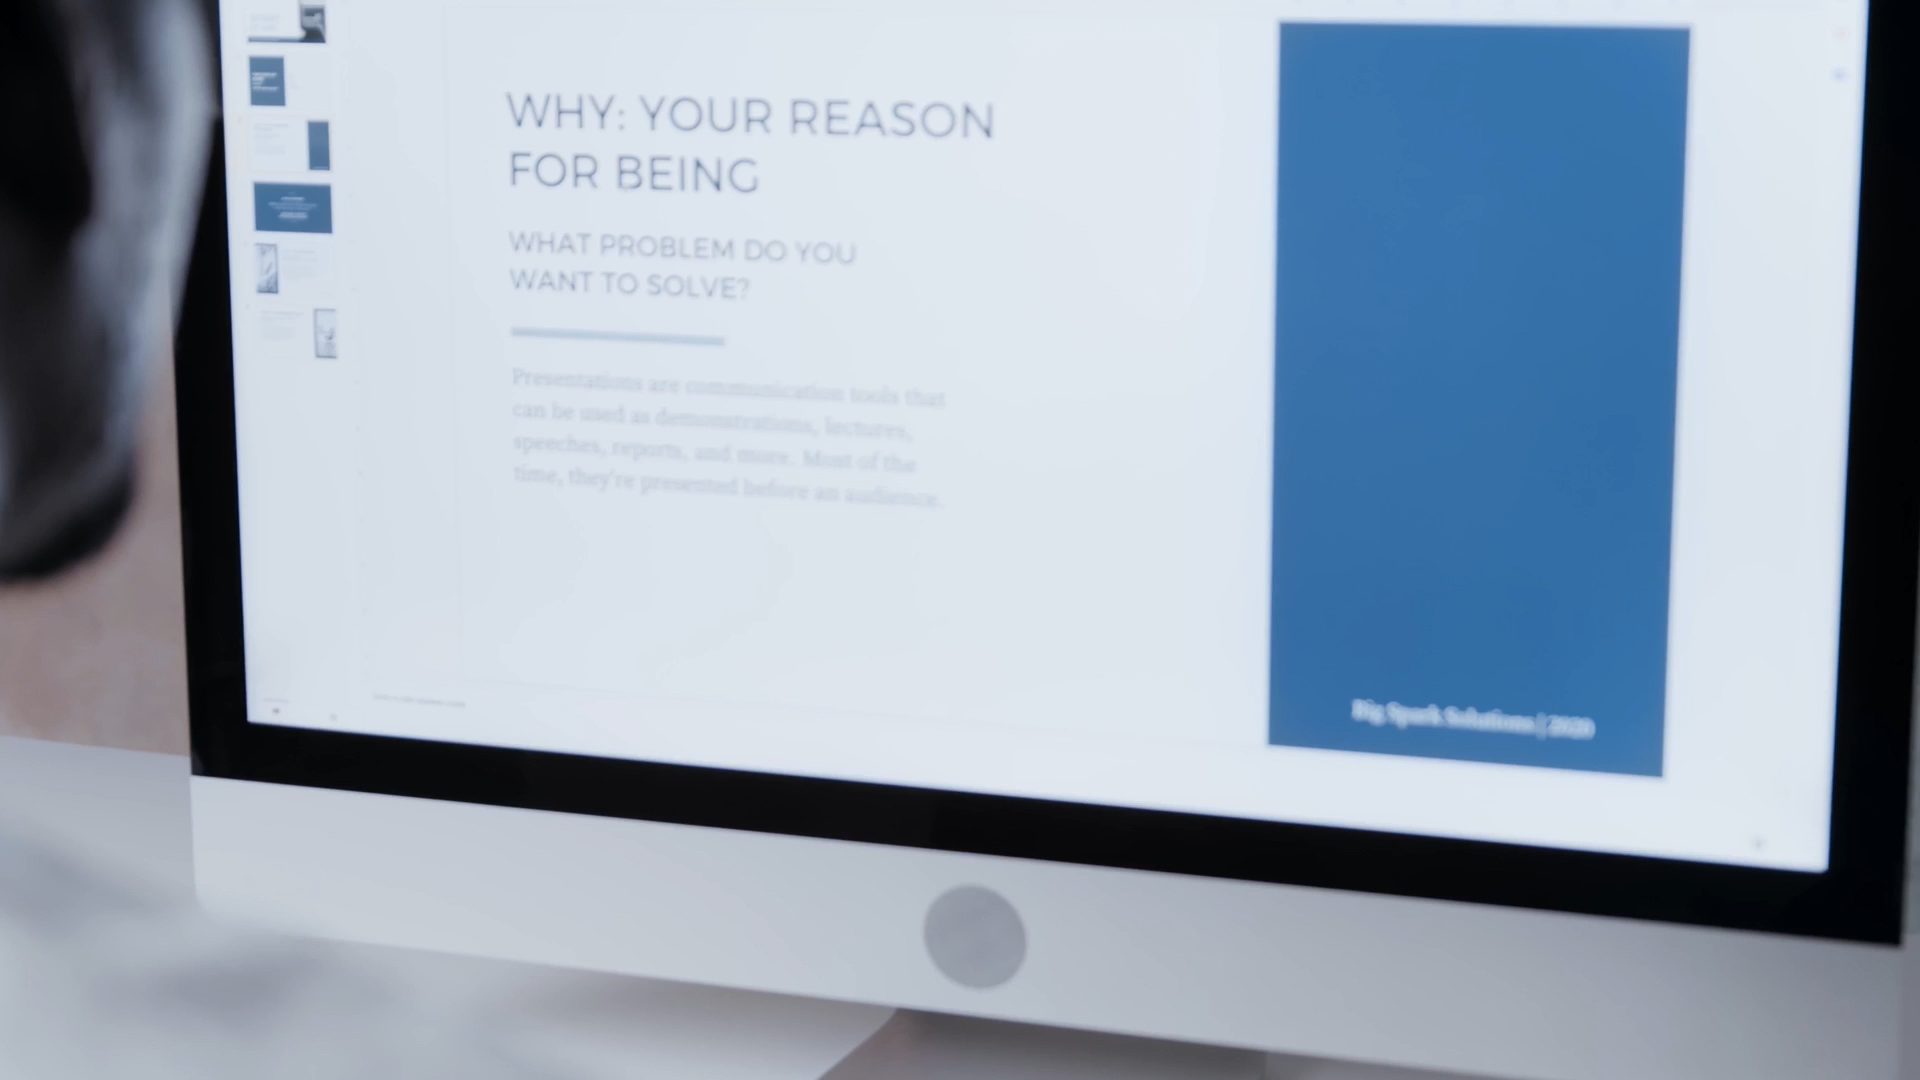 WHY: YOUR REASON
FOR BEING
WHAT PROBLEM DO YOU
WANT TO SOLVE?
Presentations are communication tools that
can be used as demonstrations, lectures,
speeches, reports, and more. Most of the
time, they're presented before an audience.
Big Spark Solutions | 2020